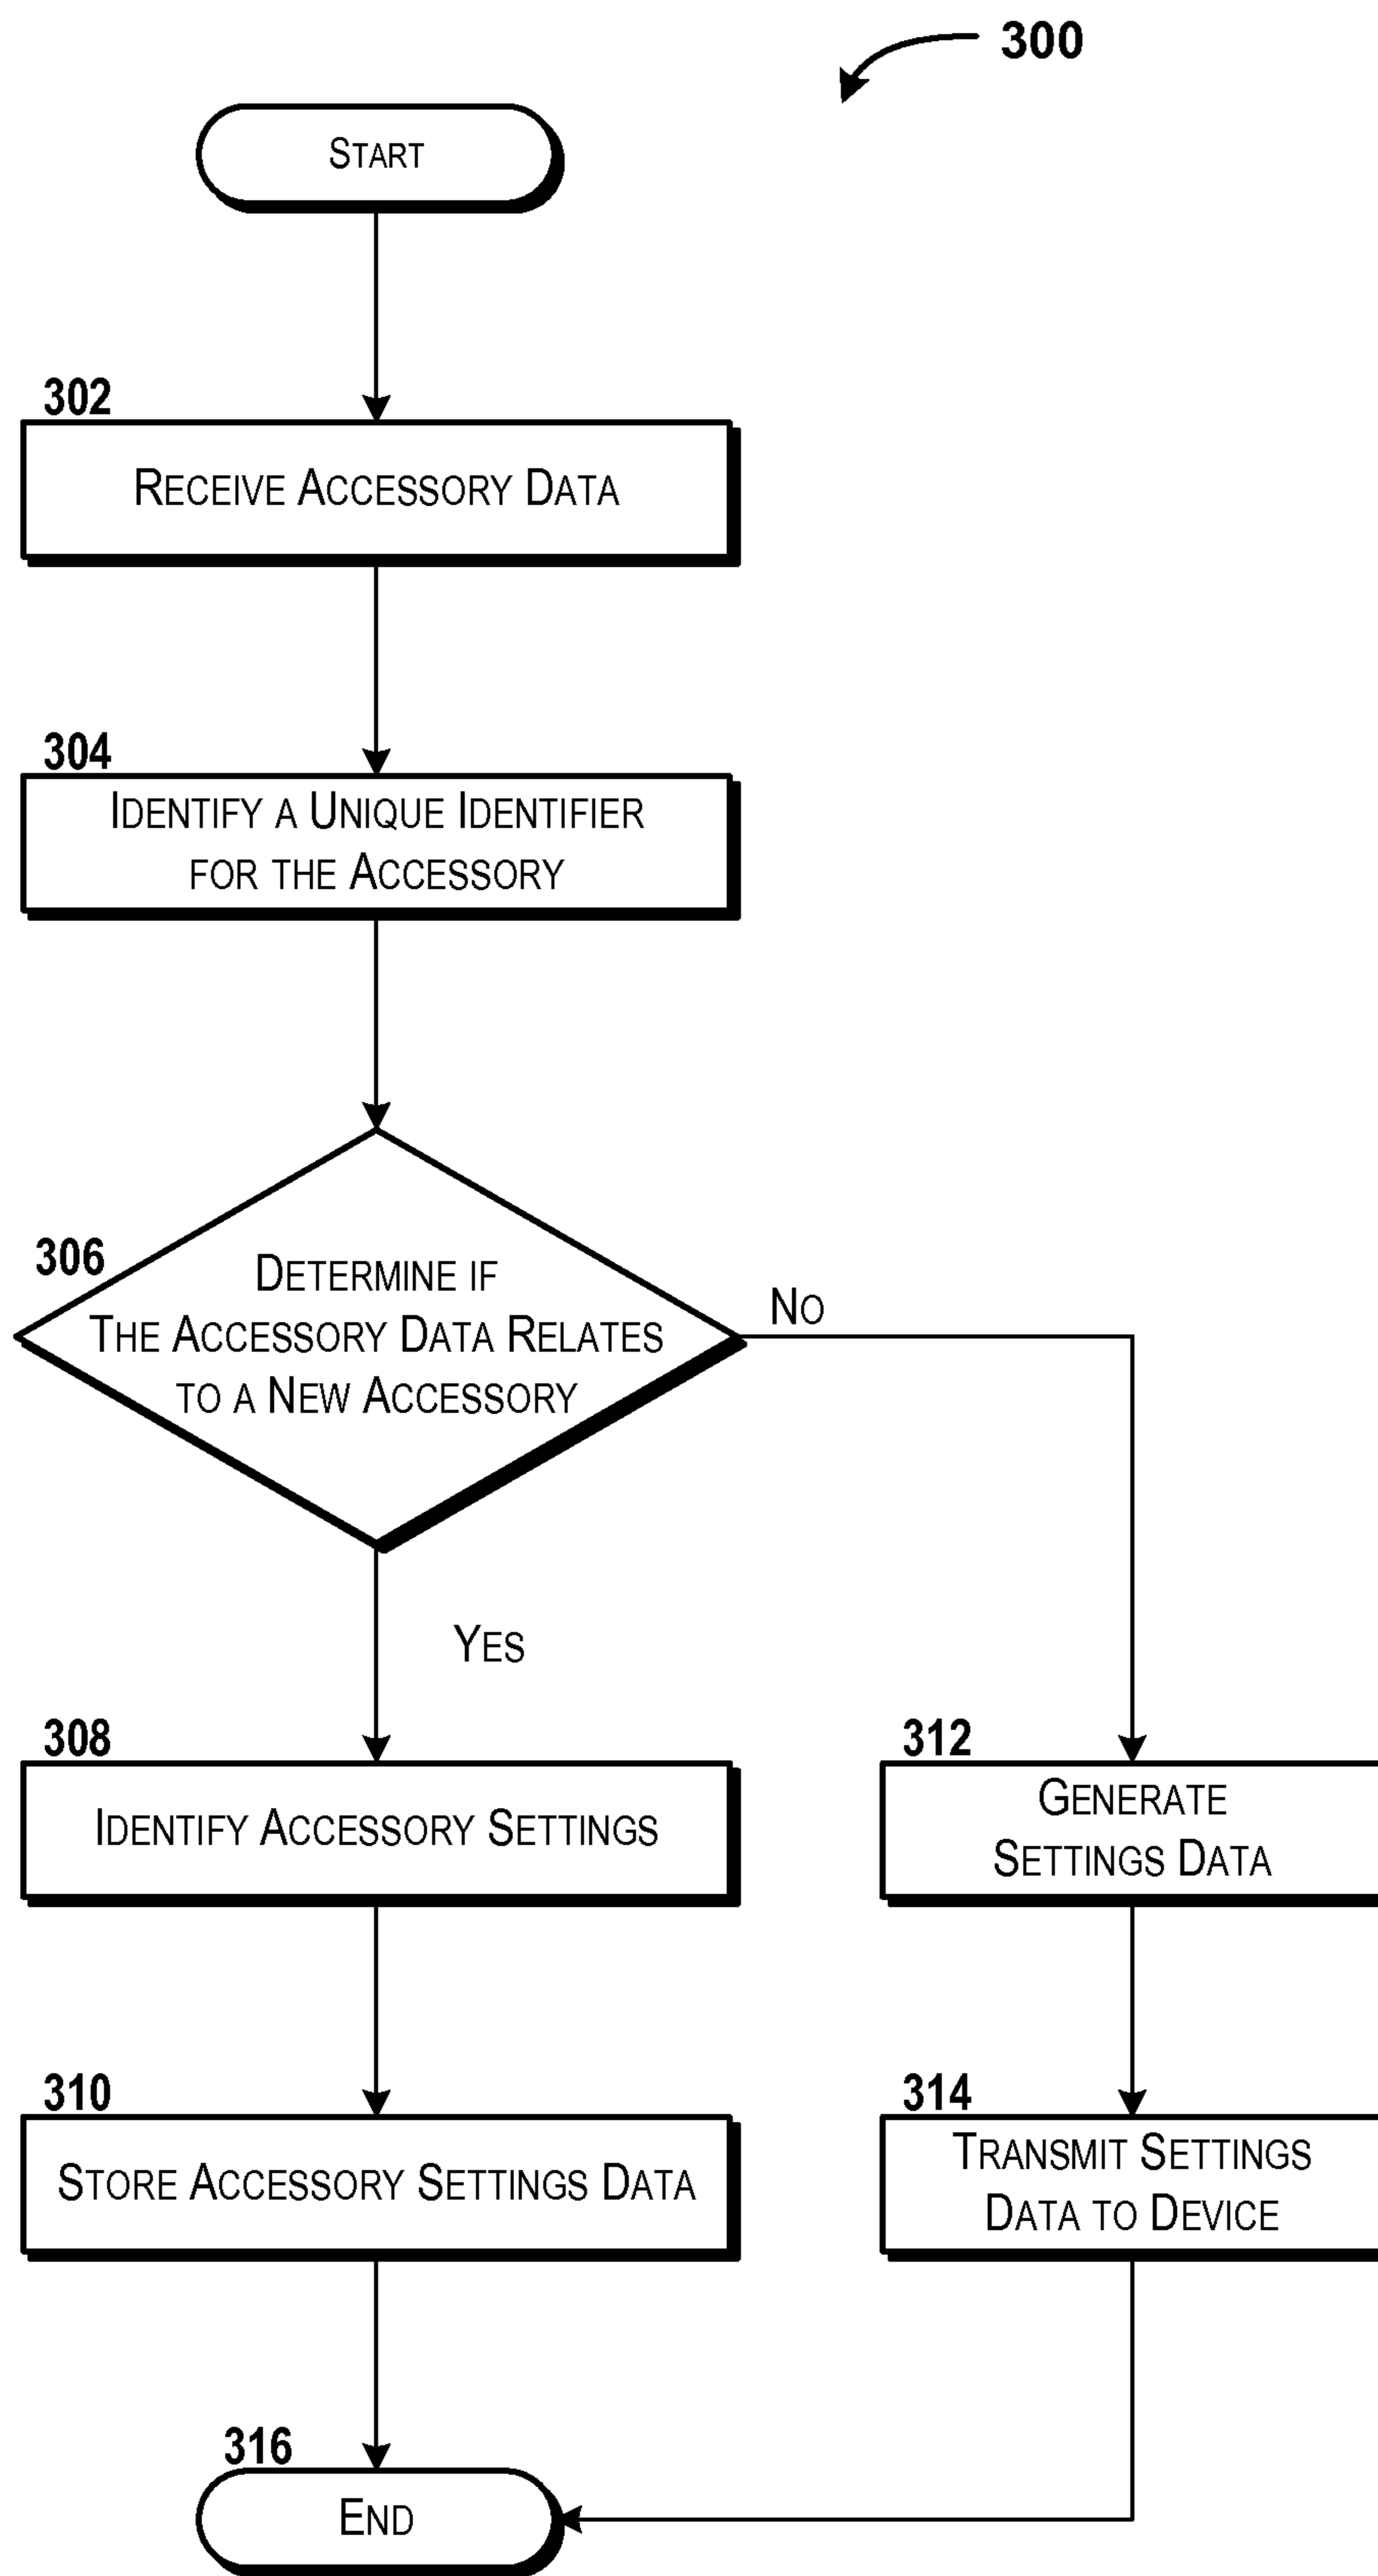 300
START
302
RECEIVE ACCESSORY DATA
304
IDENTIFY A UNIQUE IDENTIFIER
FOR THE ACCESSORY
306
DETERMINE IF
THE ACCESSORY DATA RELATES
TO A NEW ACCESSORY
NO
YES
308
IDENTIFY ACCESSORY SETTINGS
312
GENERATE
SETTINGS DATA
310
STORE ACCESSORY SETTINGS DATA
314
TRANSMIT SETTINGS
DATA TO DEVICE
316
END